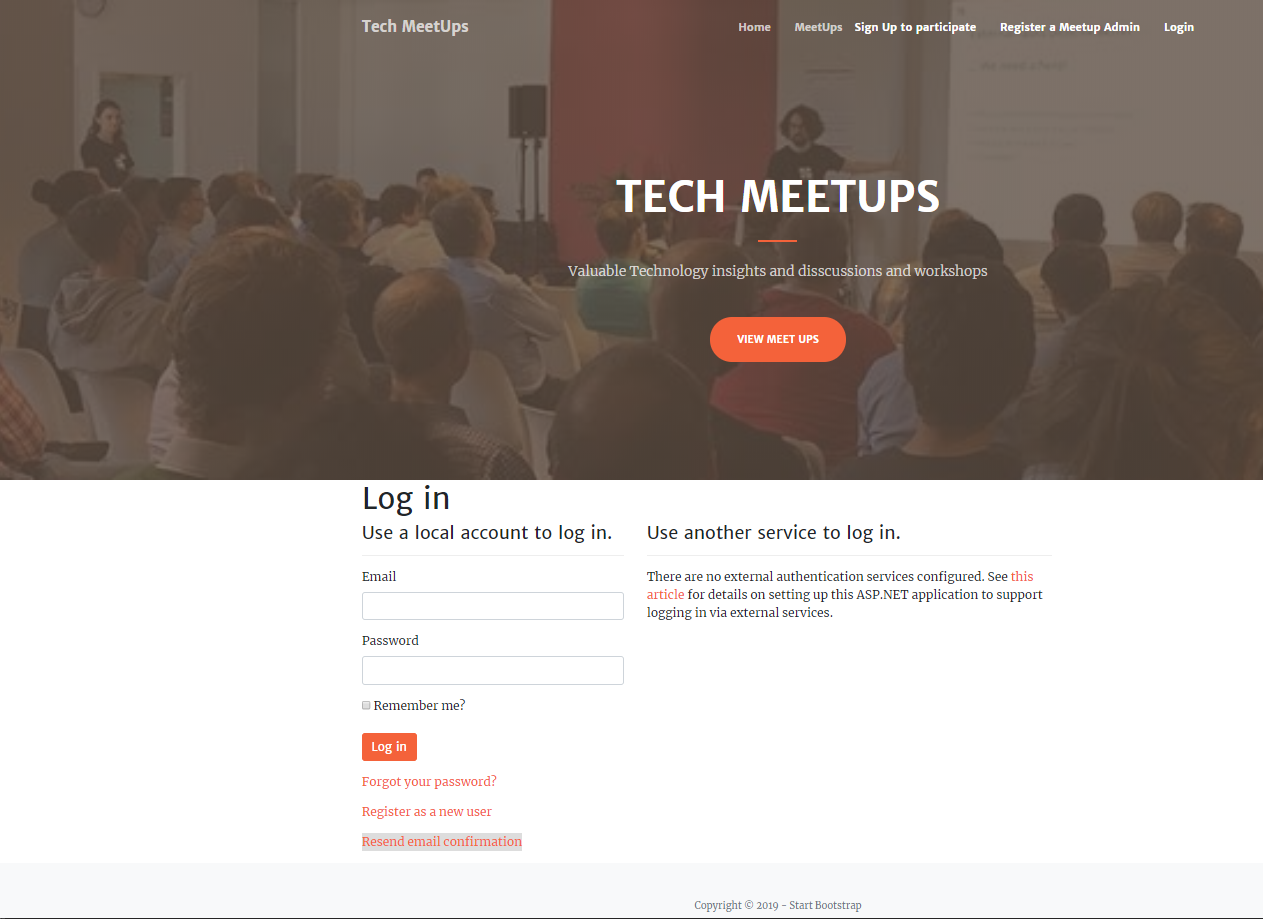 Tech MeetUps
Home MeetUps Sign Up to participate Register a Meetup Admin Login
TECH MEETUPS
Valuable Technology insights and disscussions and workshops
VIEW MEET UPS
Log in
Use a local account to log in.
Email
Password
Remember me?
Log in
Forgot your password?
Register as a new user
Resend email confirmation
Use another service to log in.
There are no external authentication services configured. See this
article for details on setting up this ASP.NET application to support
logging in via external services.
Copyright © 2019 - Start Bootstrap